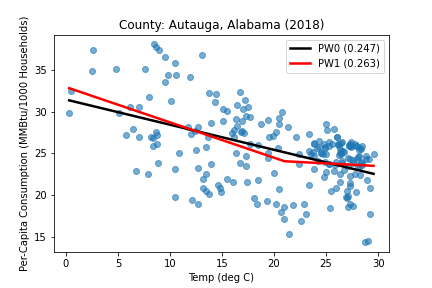 County: Autauga, Alabama (2018)
PW0 (0.247)
PW1 (0.263)
Per-Capita Consumption (MMBtu/1000 Households)
35
30
25
20
15
0
5
10
15
20
25
30
Temp (deg C)